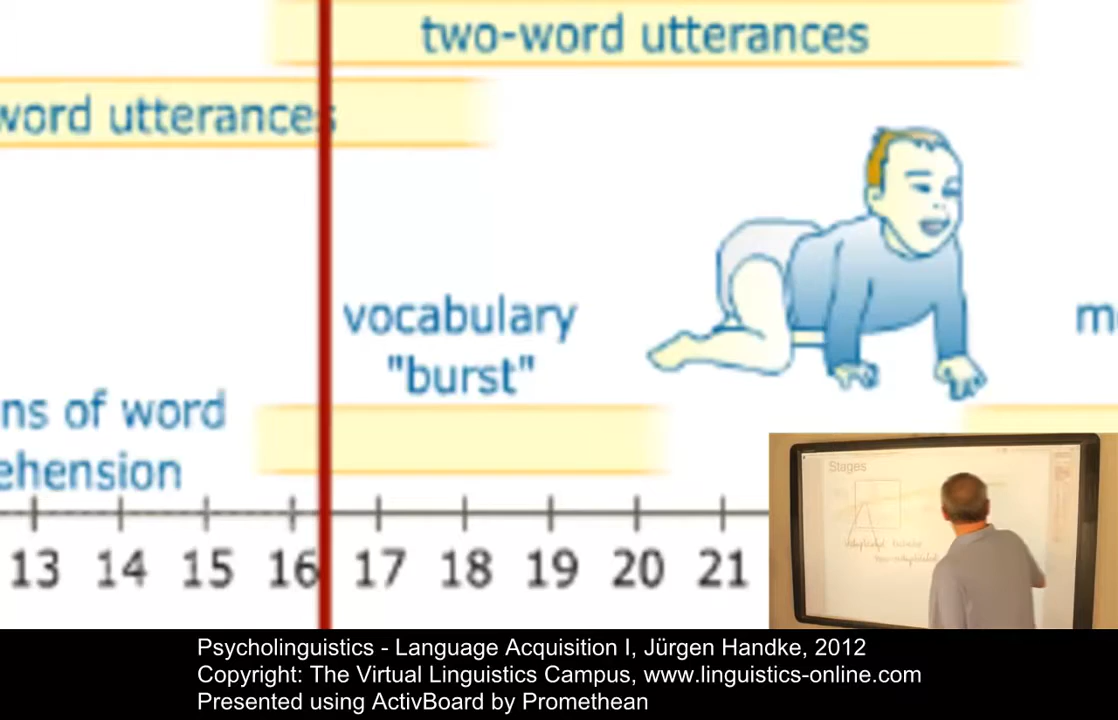 two-word utterances
word utterances
vocabulary
"burst"
ns of word
ehension
m
13 14 15 16 17 18 19 20 21
Stages
Psycholinguistics - Language Acquisition I, Jürgen Handke, 2012
Copyright: The Virtual Linguistics Campus, www.linguistics-online.com
Presented using ActivBoard by Promethean